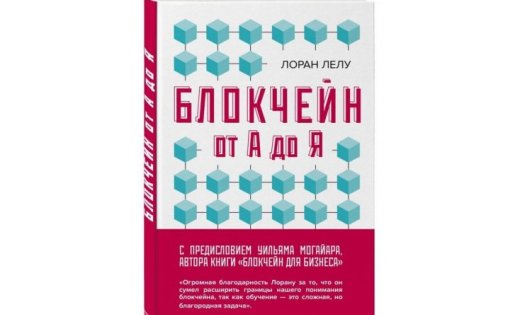 ЛОРАН ЛЕЛУ
БЛОКЧЕЙН
от А до Я
БЛОКЧЕЙН от А до Я
С ПРЕДИСЛОВИЕМ УИЛЬЯМА МОГАЙАРА,
АВТОРА КНИГИ «БЛОКЧЕЙН ДЛЯ БИЗНЕСА»
«Огромная благодарность Лорану за то, что он
сумел расширить границы нашего понимания
блокчейна, так как обучение — это сложная, но
благородная задача».